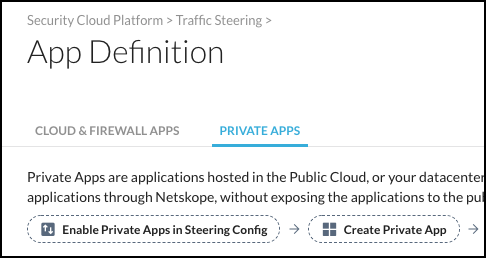 Security Cloud Platform > Traffic Steering >
App Definition
CLOUD & FIREWALL APPS PRIVATE APPS
Private Apps are applications hosted in the Public Cloud, or your datacenter
applications through Netskope, without exposing the applications to the pul
Enable Private Apps in Steering Config → Create Private App →